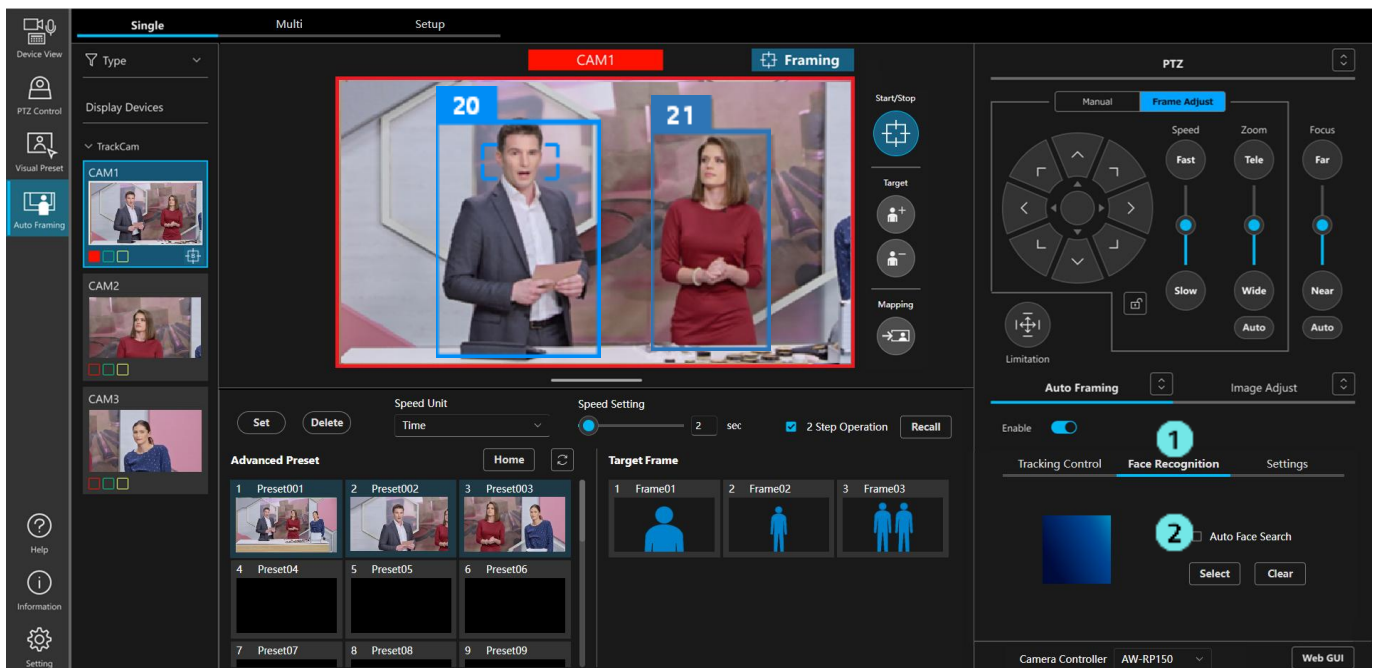 Device View
PTZ Control
Visual Preset
Auto Framing
Help
Information
Setting
Single Multi Setup
Type
Display Devices
TrackCam
CAM1
CAM2
CAM3
CAM1 Framing
20 21
Start/Stop
Target
Mapping
Set Delete
Speed Unit
Time
Speed Setting
2 sec
2 Step Operation Recall
Advanced Preset Home
1 Preset001 2 Preset002 3 Preset003
4 Preset04 5 Preset05 6 Preset06
7 Preset07 8 Preset08 9 Preset09
Target Frame
1 Frame01 2 Frame02 3 Frame03
PTZ
Manual Frame Adjust
Speed Zoom Focus
Fast Tele Far
Slow Wide Near
Auto Auto
Limitation
Auto Framing Image Adjust
Enable
1
Tracking Control Face Recognition Settings
2 Auto Face Search
Select Clear
Camera Controller AW-RP150 Web GUI